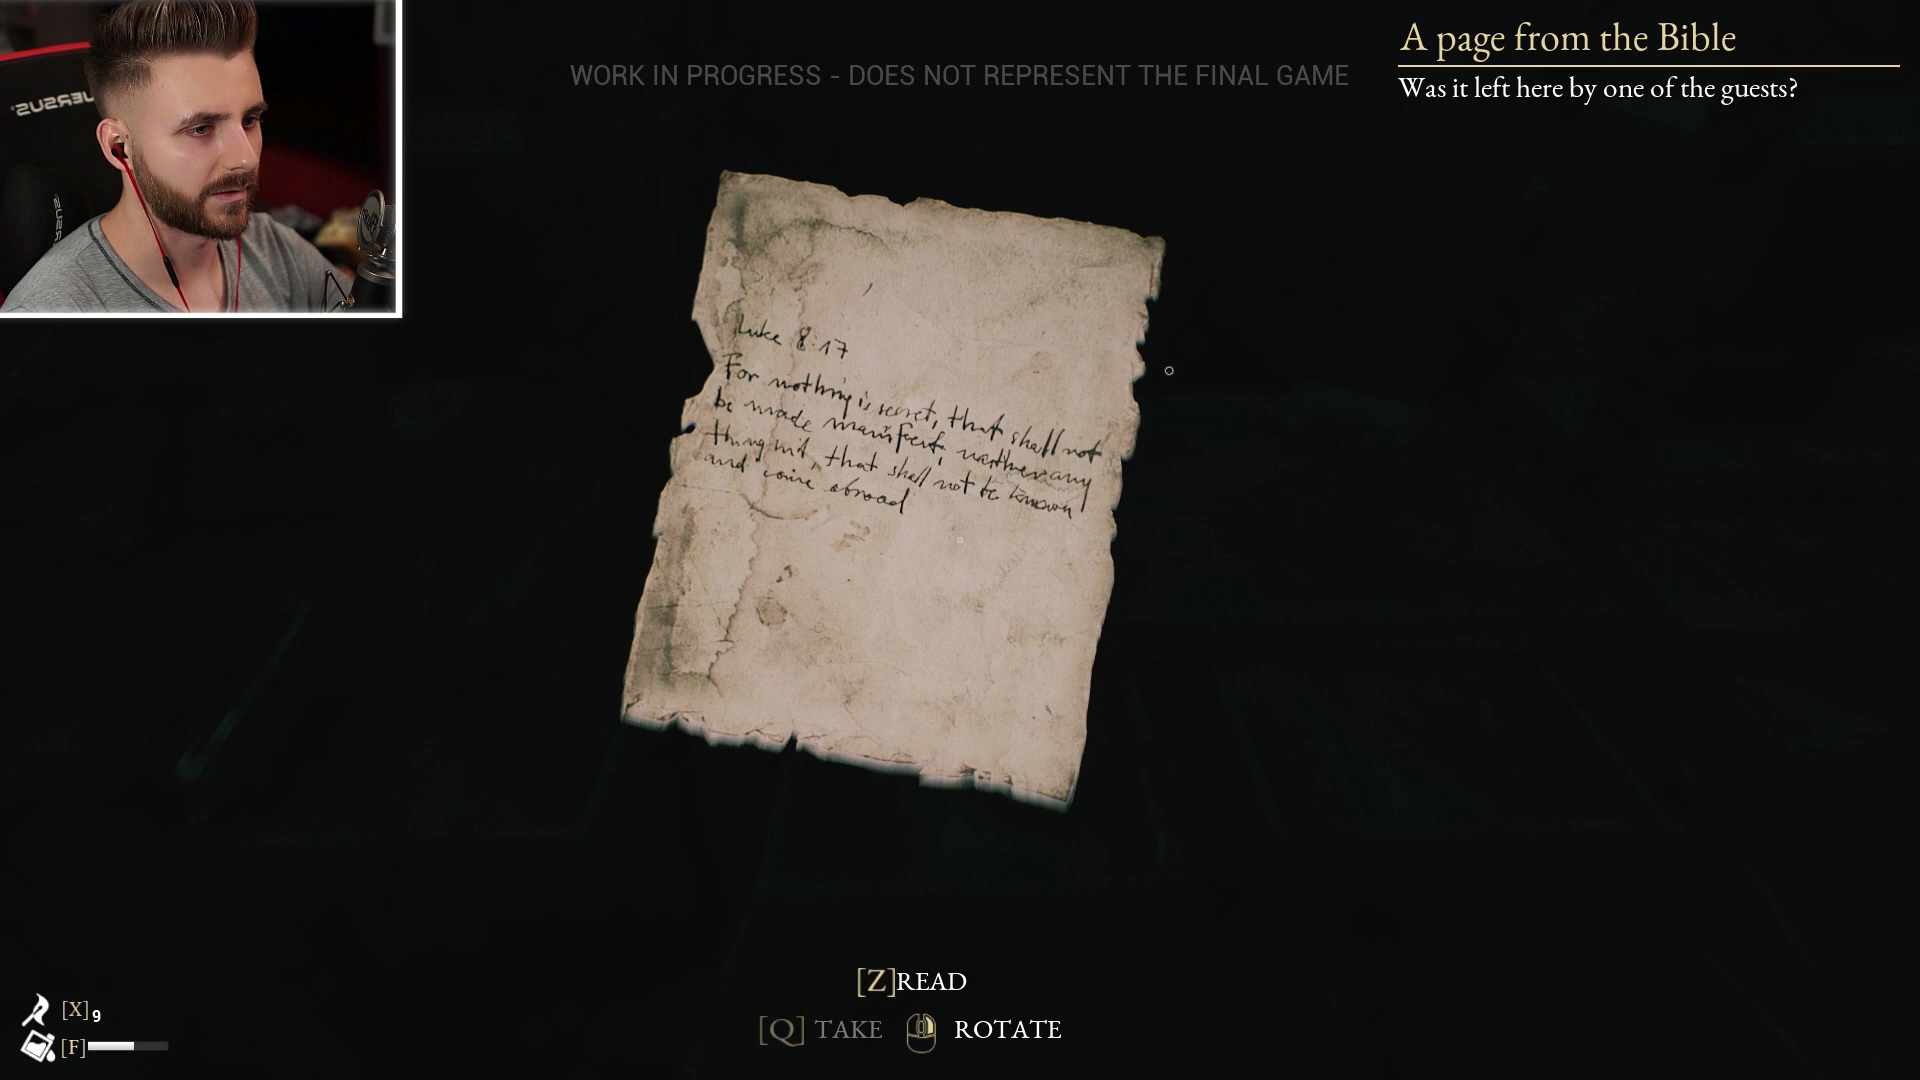 WORK IN PROGRESS - DOES NOT REPRESENT THE FINAL GAME
A page from the Bible
Was it left here by one of the guests?
Luke 8:17
For nothing is secret, that shall not
be made manifest, neither any
thing hid, that shall not be known
and come abroad
[Z]READ
[Q] TAKE ROTATE
[X] 9
[F]